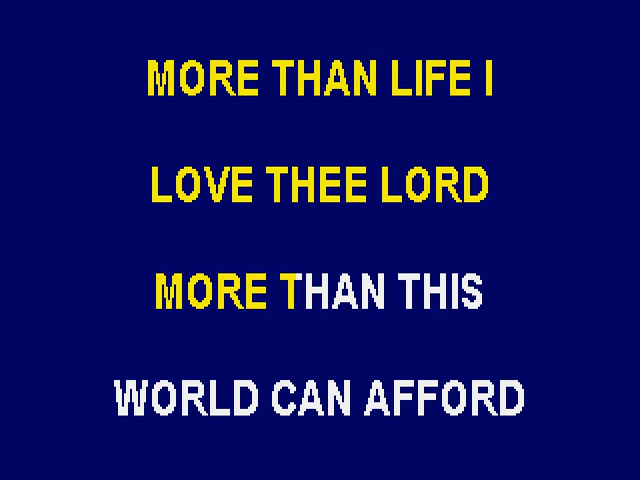 MORE THAN LIFE I
LOVE THEE LORD
MORE THAN THIS
WORLD CAN AFFORD